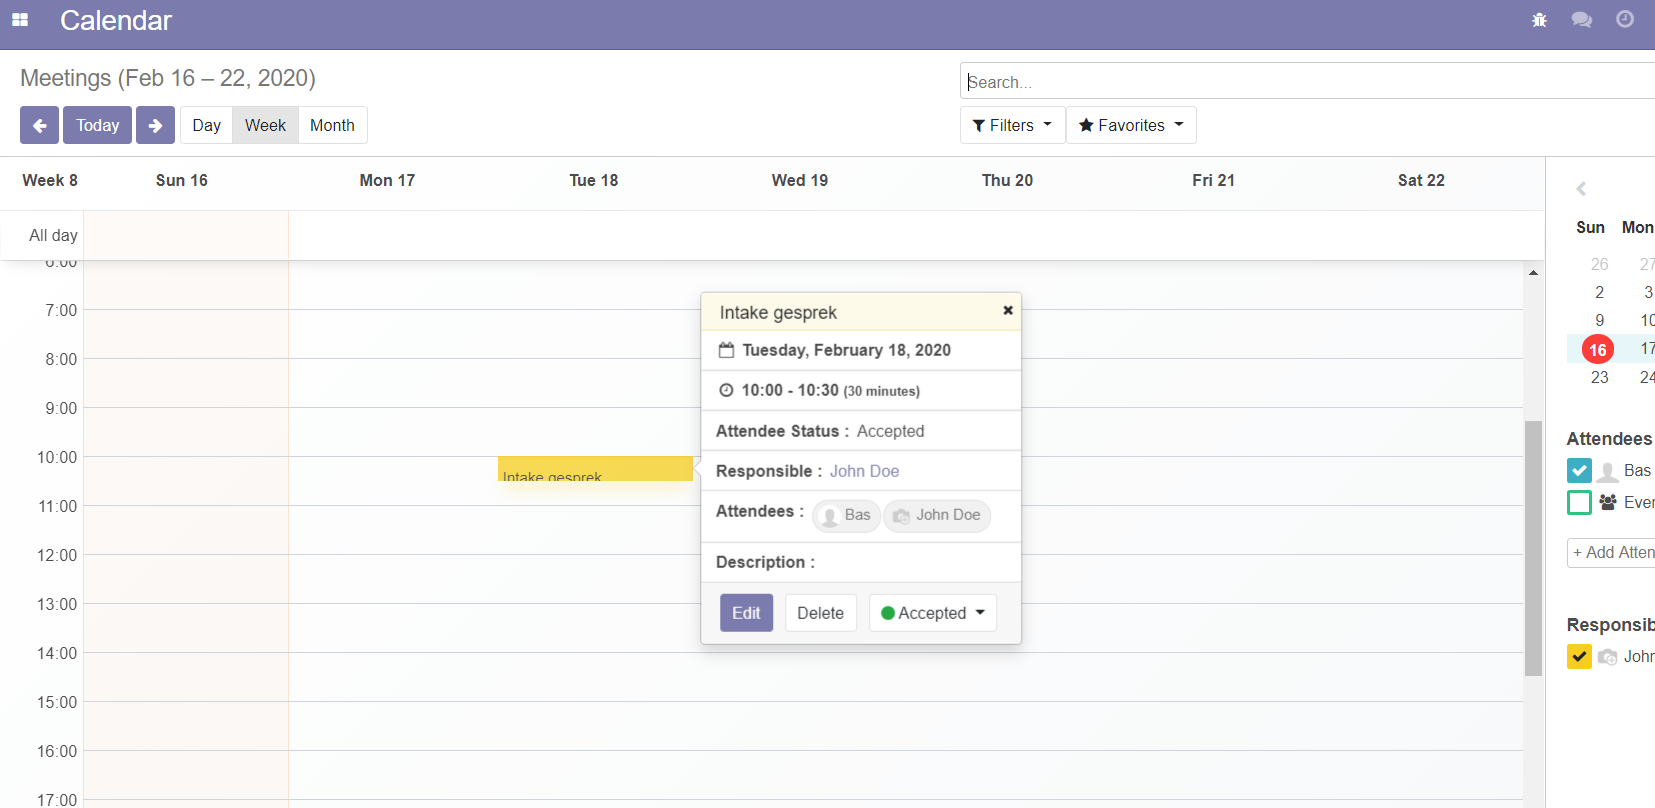 Calendar
Meetings (Feb 16 – 22, 2020)
Search...
Today Day Week Month
Filters Favorites
Week 8 Sun 16 Mon 17 Tue 18 Wed 19 Thu 20 Fri 21 Sat 22
All day
6:00
7:00
8:00
9:00
10:00
11:00
12:00
13:00
14:00
15:00
16:00
17:00
Intake gesprek
Intake gesprek
Tuesday, February 18, 2020
10:00 - 10:30 (30 minutes)
Attendee Status : Accepted
Responsible : John Doe
Attendees : Bas John Doe
Description :
Edit Delete Accepted
Sun Mon
26 27
2 3
9 10
16 17
23 24
Attendees
Bas
Ever
+ Add Atten
Responsib
John